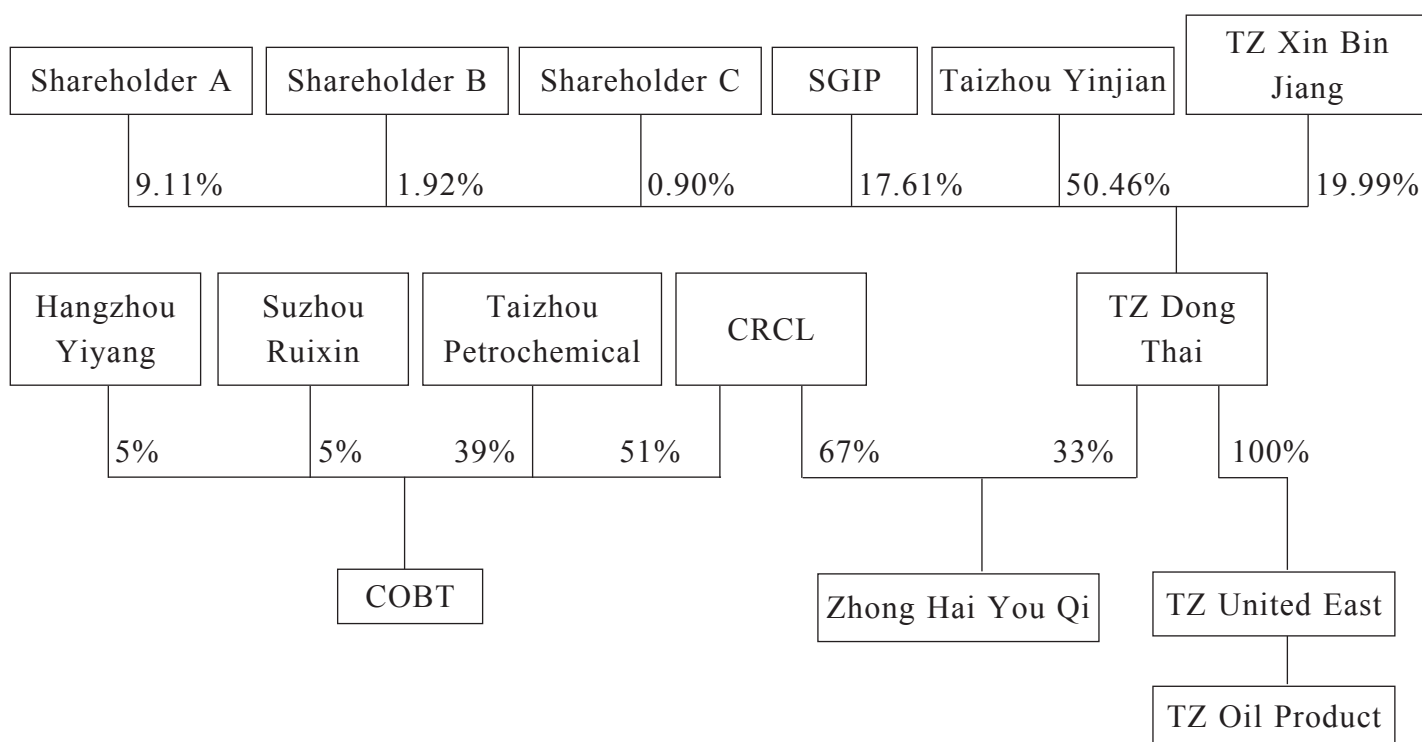 Shareholder A
Shareholder B
Shareholder C
SGIP
Taizhou Yinjian
TZ Xin Bin
Jiang
9.11%
1.92%
0.90%
17.61%
50.46%
19.99%
Hangzhou
Yiyang
Suzhou
Ruixin
Taizhou
Petrochemical
CRCL
TZ Dong
Thai
5%
5%
39%
51%
67%
33%
100%
COBT
Zhong Hai You Qi
TZ United East
TZ Oil Product